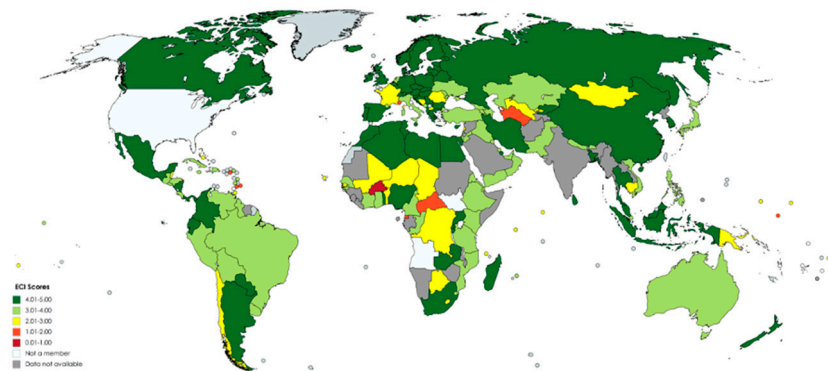 ECI Scores
4.01-5.00
3.01-4.00
2.01-3.00
1.01-2.00
0.01-1.00
Not a member
Data not available